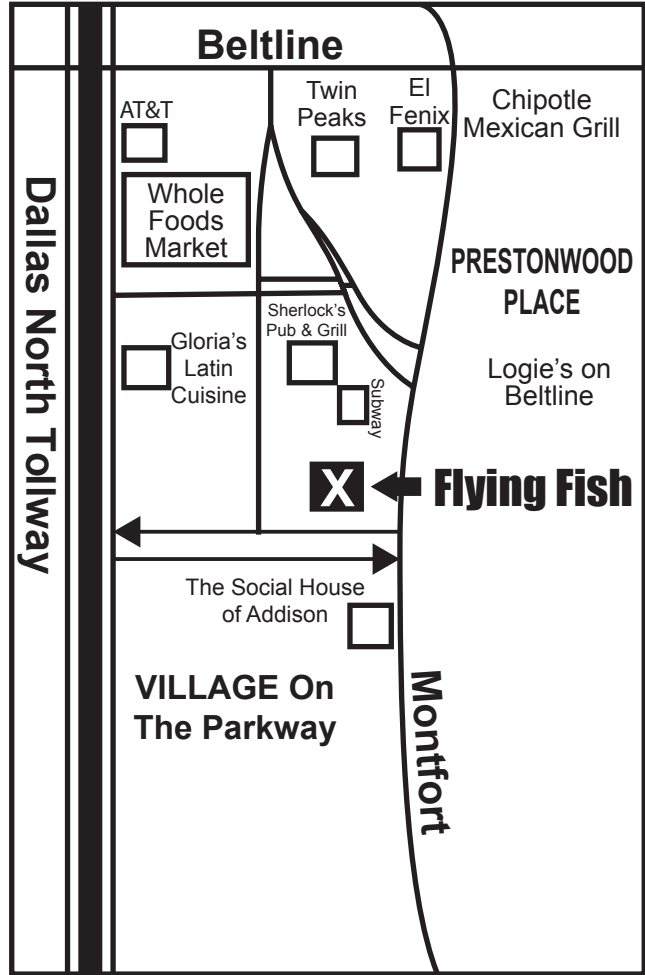 Beltline
AT&T
Twin
Peaks
El
Fenix
Chipotle
Mexican Grill
Whole
Foods
Market
Dallas North Tollway
PRESTONWOOD
PLACE
Sherlock's
Pub & Grill
Gloria's
Latin
Cuisine
Subway
Logie's on
Beltline
X
Flying Fish
The Social House
of Addison
VILLAGE On
The Parkway
Montfort